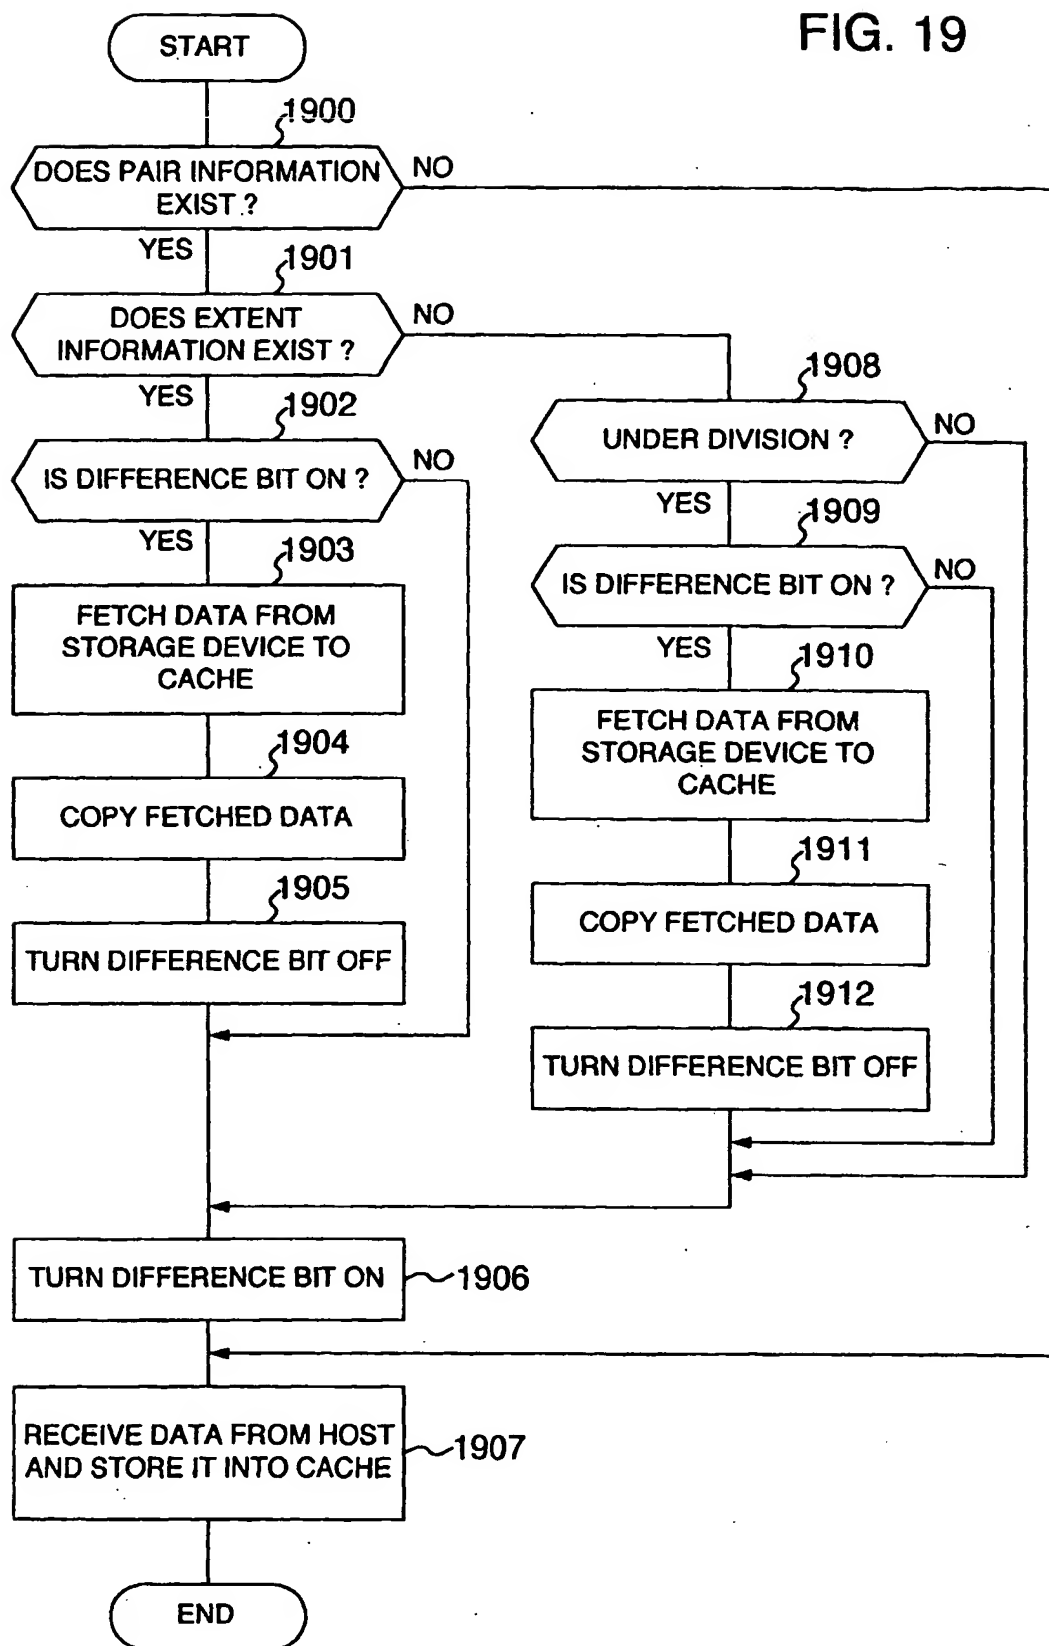 FIG. 19
START
1900
DOES PAIR INFORMATION
EXIST ?
NO
YES
1901
DOES EXTENT
INFORMATION EXIST ?
NO
YES
1902
IS DIFFERENCE BIT ON ?
NO
YES
1903
FETCH DATA FROM
STORAGE DEVICE TO
CACHE
1904
COPY FETCHED DATA
1905
TURN DIFFERENCE BIT OFF
1908
UNDER DIVISION ?
NO
YES
1909
IS DIFFERENCE BIT ON ?
NO
YES
1910
FETCH DATA FROM
STORAGE DEVICE TO
CACHE
1911
COPY FETCHED DATA
1912
TURN DIFFERENCE BIT OFF
TURN DIFFERENCE BIT ON
1906
RECEIVE DATA FROM HOST
AND STORE IT INTO CACHE
1907
END